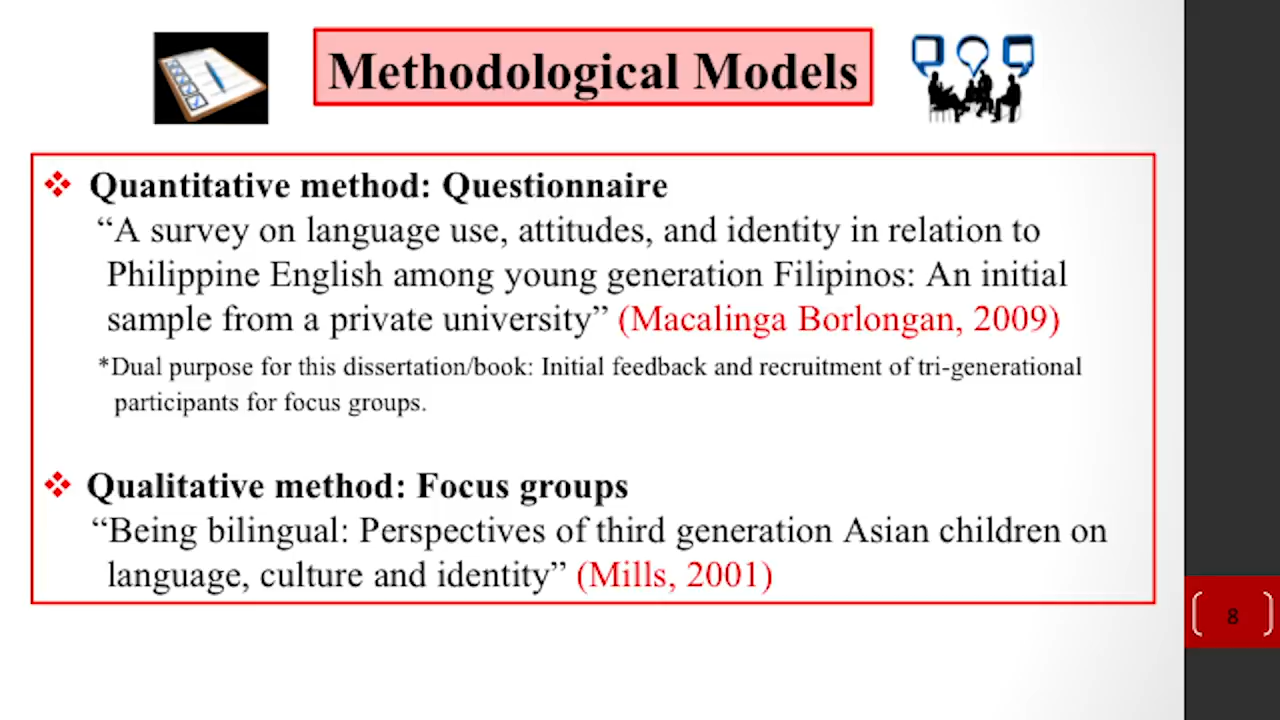 Methodological Models
❖ Quantitative method: Questionnaire
“A survey on language use, attitudes, and identity in relation to
Philippine English among young generation Filipinos: An initial
sample from a private university” (Macalinga Borlongan, 2009)
*Dual purpose for this dissertation/book: Initial feedback and recruitment of tri-generational
participants for focus groups.
❖ Qualitative method: Focus groups
“Being bilingual: Perspectives of third generation Asian children on
language, culture and identity” (Mills, 2001)
8